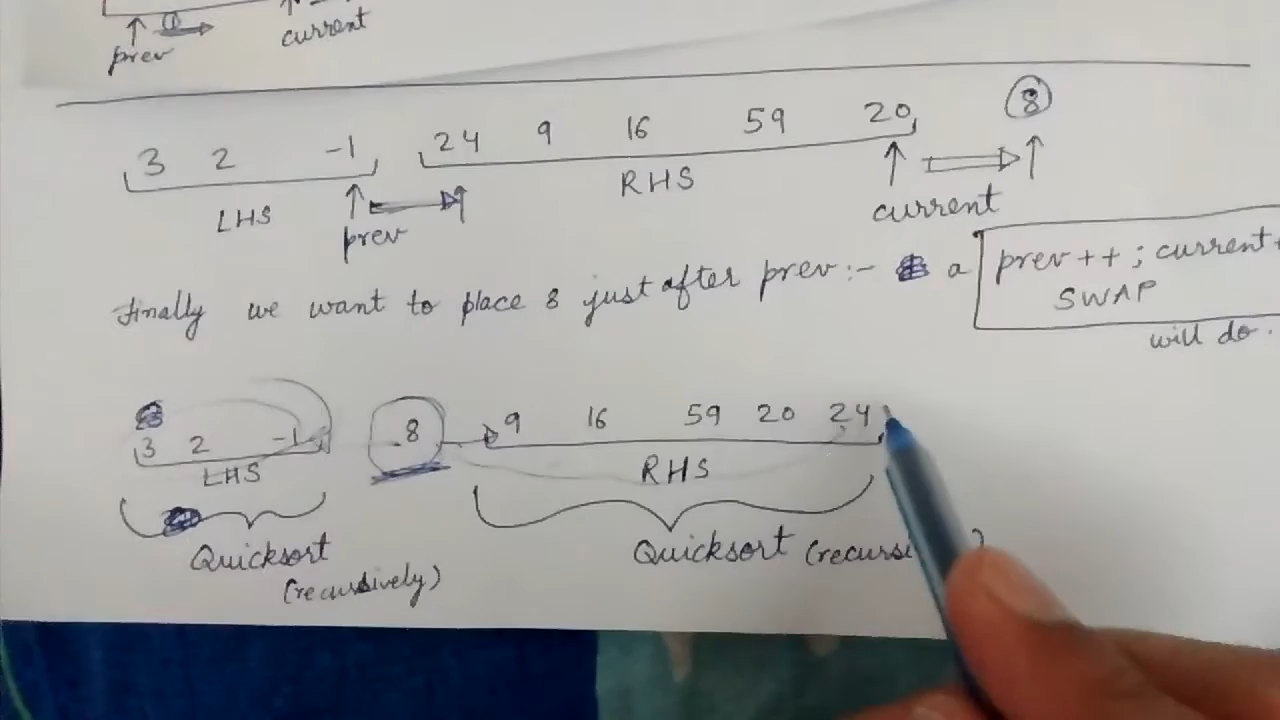 prev current
3 2 -1 24 9 16 59 20 8
LHS RHS
prev current
Finally we want to place 8 just after prev :- a prev++ ; current+
SWAP
will do.
3 2 -1 8 9 16 59 20 24
LHS RHS
Quicksort Quicksort (recursi
(recursively)